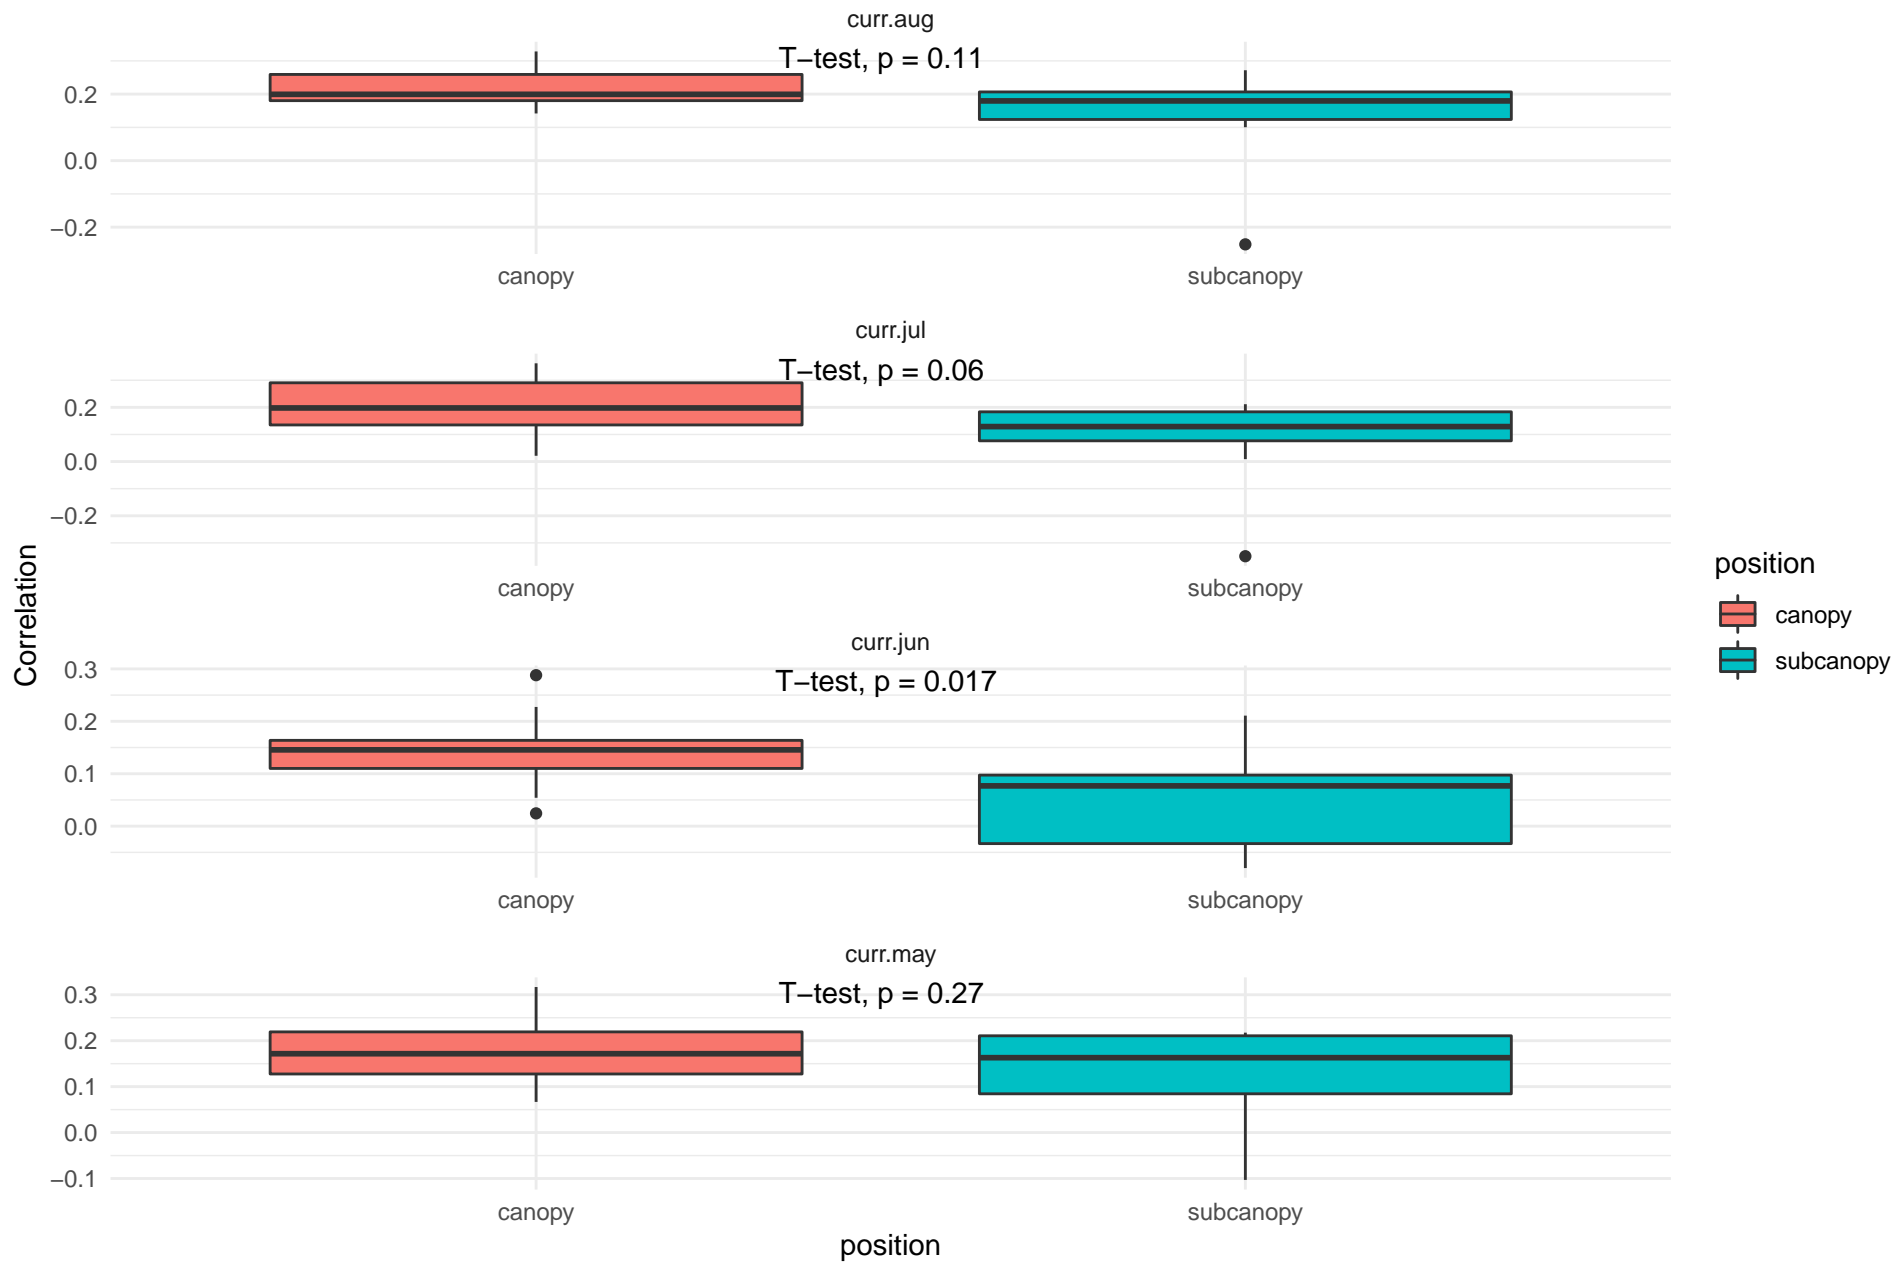 curr.aug
T−test, p = 0.11
0.2
0.0
−0.2
canopy subcanopy
curr.jul
T−test, p = 0.06
0.2
0.0
−0.2
canopy subcanopy
curr.jun
T−test, p = 0.017
0.3
0.2
0.1
0.0
canopy subcanopy
curr.may
T−test, p = 0.27
0.3
0.2
0.1
0.0
−0.1
canopy subcanopy
position
Correlation
position
canopy
subcanopy